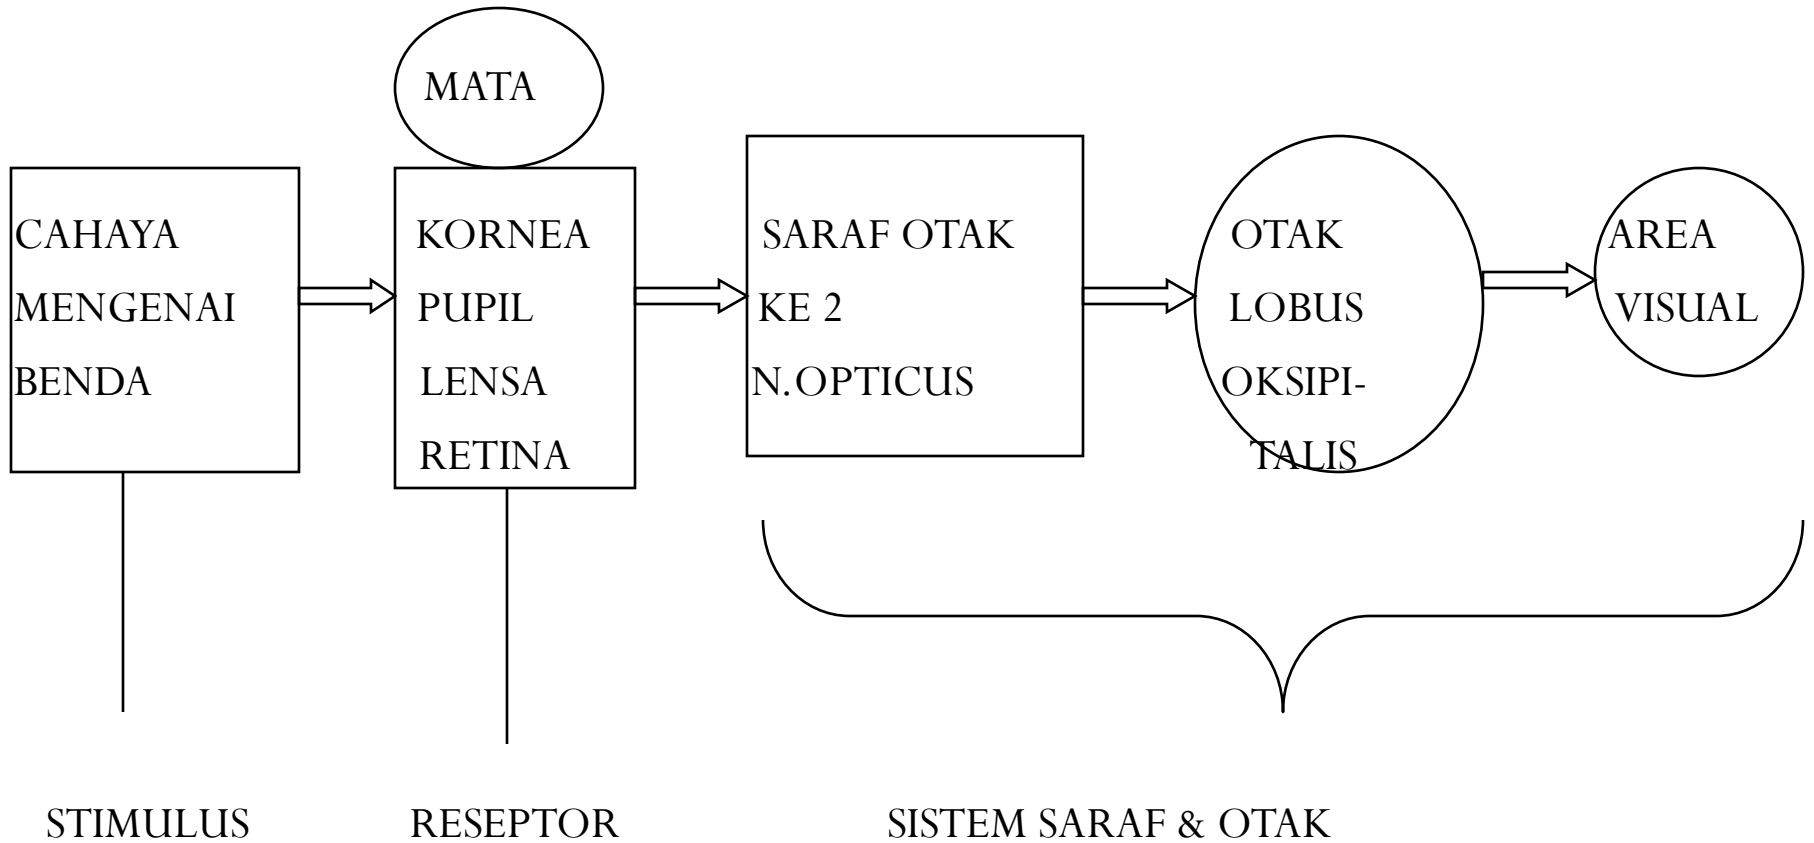 MATA
CAHAYA
MENGENAI
BENDA
KORNEA
PUPIL
LENSA
RETINA
SARAF OTAK
KE 2
N.OPTICUS
OTAK
LOBUS
OKSIPI-
TALIS
AREA
VISUAL
STIMULUS
RESEPTOR
SISTEM SARAF & OTAK